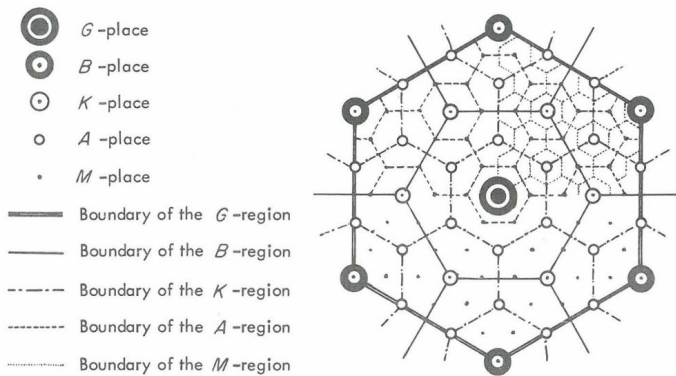 G-place
B-place
K-place
A-place
M-place
Boundary of the G-region
Boundary of the B-region
Boundary of the K-region
Boundary of the A-region
Boundary of the M-region